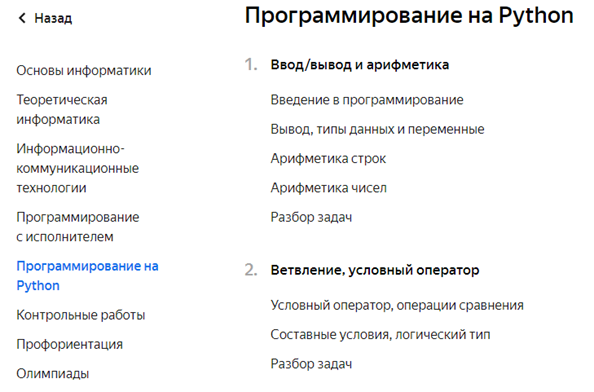 Назад
Основы информатики
Теоретическая
информатика
Информационно-
коммуникационные
технологии
Программирование
с исполнителем
Программирование на
Python
Контрольные работы
Профориентация
Олимпиады
Программирование на Python
1. Ввод/вывод и арифметика
Введение в программирование
Вывод, типы данных и переменные
Арифметика строк
Арифметика чисел
Разбор задач
2. Ветвление, условный оператор
Условный оператор, операции сравнения
Составные условия, логический тип
Разбор задач